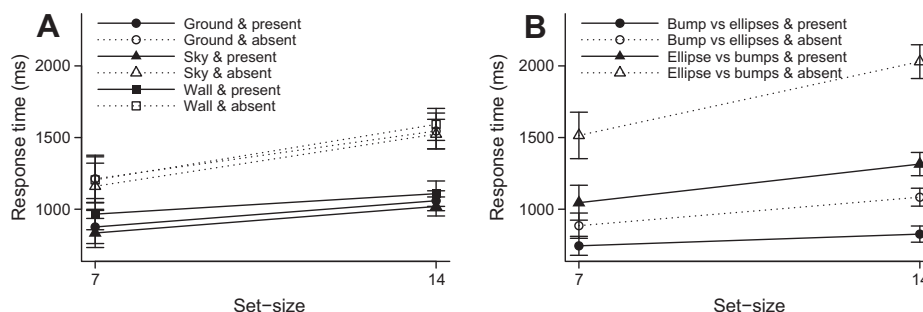 A
Ground & present
Ground & absent
Sky & present
Sky & absent
Wall & present
Wall & absent
2000
1500
1000
Response time (ms)
7
14
Set−size
B
Bump vs ellipses & present
Bump vs ellipses & absent
Ellipse vs bumps & present
Ellipse vs bumps & absent
2000
1500
1000
Response time (ms)
7
14
Set−size